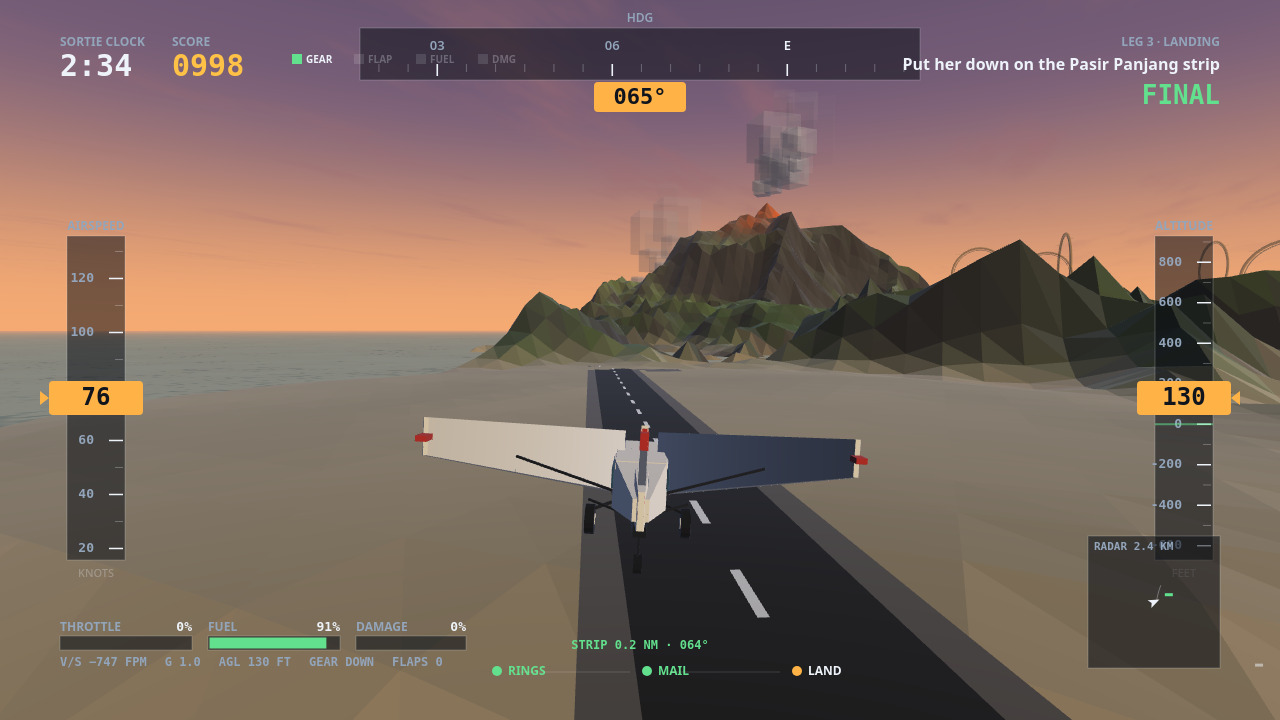 HDG
SORTIE CLOCK
SCORE
2:34
0998
GEAR
FLAP
FUEL
DMG
03
06
E
065°
LEG 3 · LANDING
Put her down on the Pasir Panjang strip
FINAL
120
100
76
60
40
20
KNOTS
800
600
400
130
0
-200
-400
RADAR 2.4 KM
FEET
THROTTLE 0%
FUEL 91%
DAMAGE 0%
V/S −747 FPM G 1.0 AGL 130 FT GEAR DOWN FLAPS 0
STRIP 0.2 NM · 064°
RINGS
MAIL
LAND